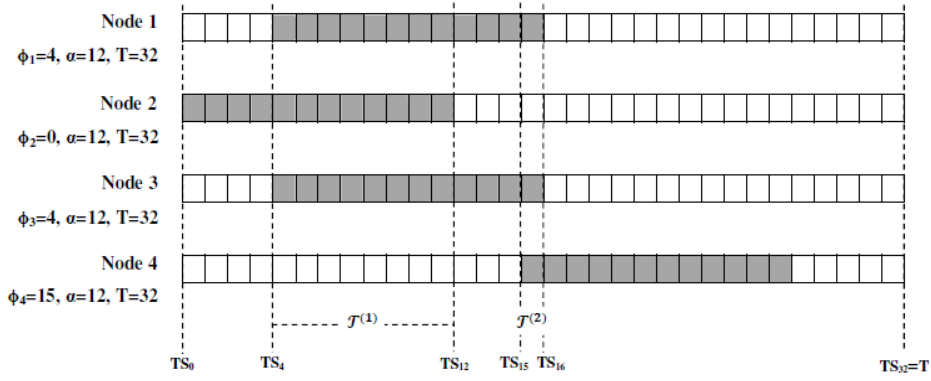 Node 1
ϕ₁=4, α=12, T=32
Node 2
ϕ₂=0, α=12, T=32
Node 3
ϕ₃=4, α=12, T=32
Node 4
ϕ₄=15, α=12, T=32
𝒯⁽¹⁾ 𝒯⁽²⁾
TS₀ TS₄ TS₁₂ TS₁₅ TS₁₆ TS₃₂=T